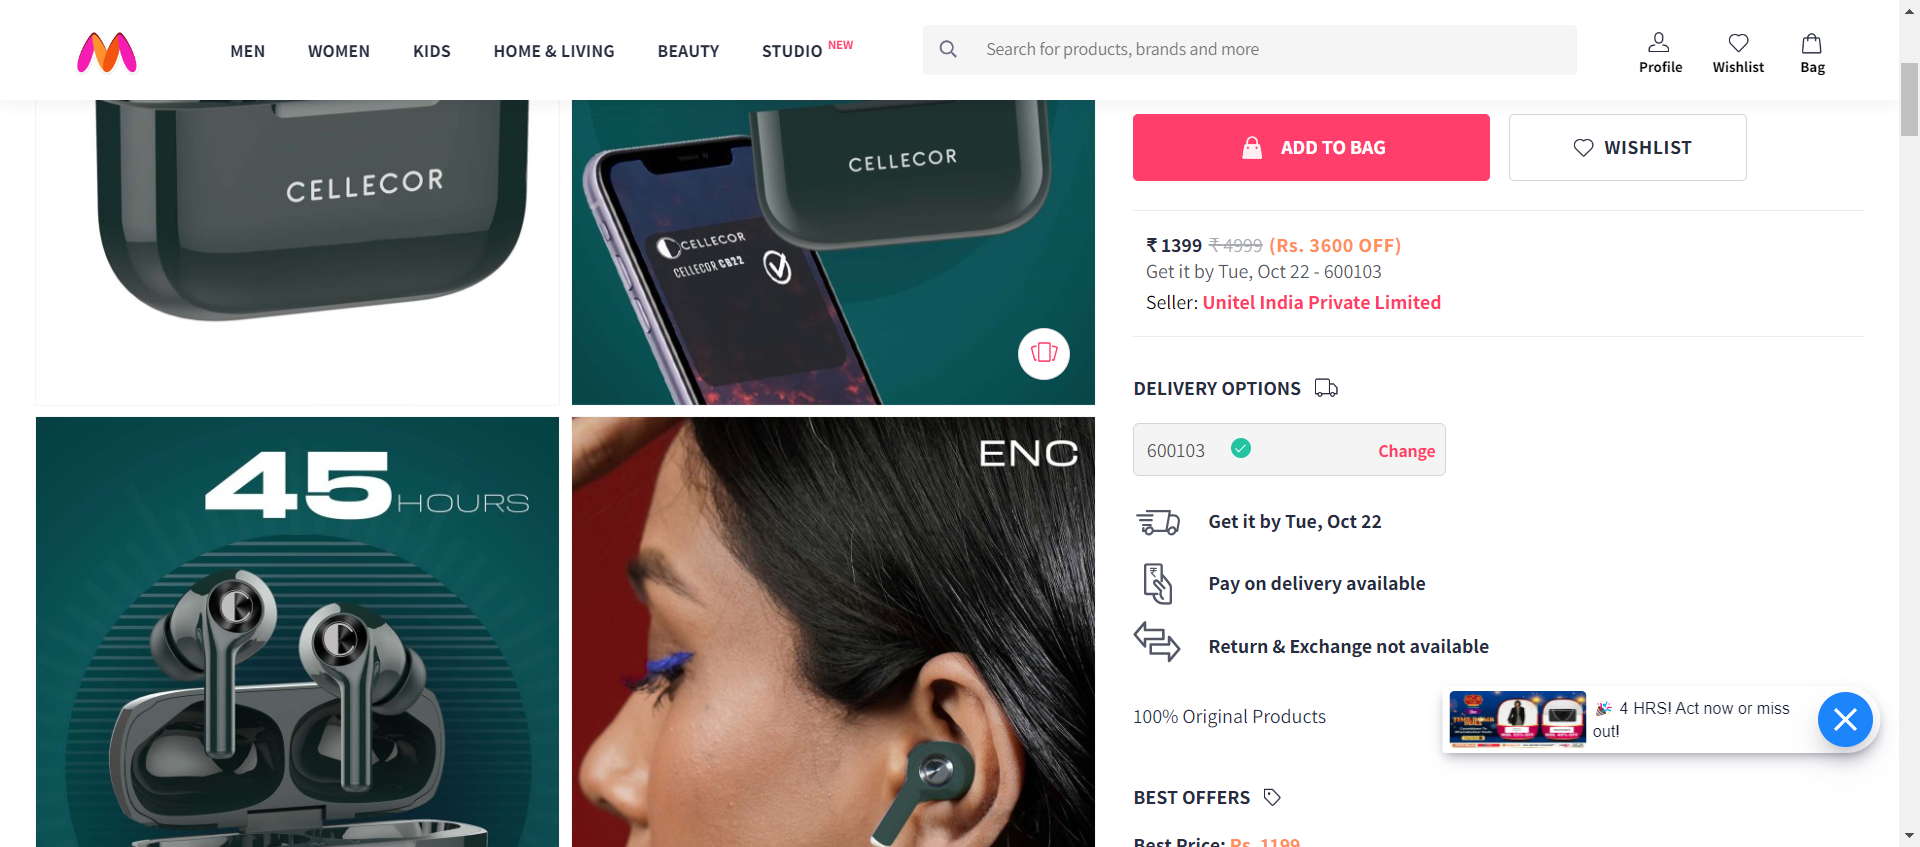 MEN WOMEN KIDS HOME & LIVING BEAUTY STUDIO NEW
Search for products, brands and more
Profile Wishlist Bag
CELLECOR
CELLECOR
CELLECOR
CELLECOR CB22
ADD TO BAG
WISHLIST
₹ 1399 ₹ 4999 (Rs. 3600 OFF)
Get it by Tue, Oct 22 - 600103
Seller: Unitel India Private Limited
DELIVERY OPTIONS
600103 Change
Get it by Tue, Oct 22
Pay on delivery available
Return & Exchange not available
100% Original Products
BEST OFFERS
Best Price: Rs. 1199
45 HOURS
ENC
🎉 4 HRS! Act now or miss
out!